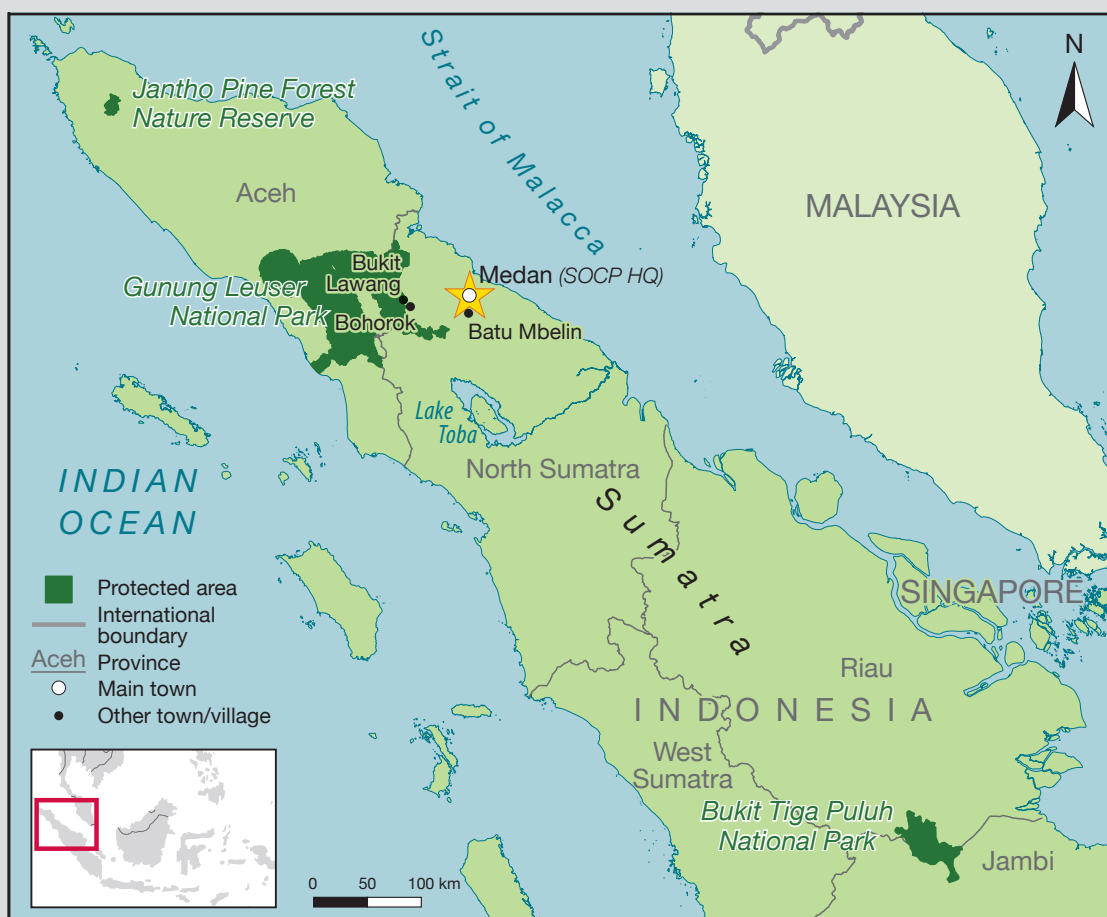 N
Strait of Malacca
Jantho Pine Forest
Nature Reserve
Aceh
MALAYSIA
Bukit
Lawang
Medan (SOCP HQ)
Gunung Leuser
National Park
Bohorok
Batu Mbelin
Lake
Toba
North Sumatra
INDIAN
OCEAN
Sumatra
SINGAPORE
Protected area
International
boundary
Aceh Province
Main town
Other town/village
Riau
INDONESIA
West
Sumatra
Bukit Tiga Puluh
National Park
Jambi
0 50 100 km